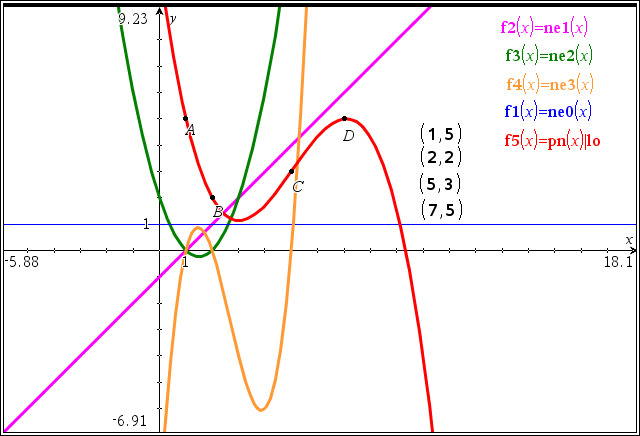 9.23
y
f2(x)=ne1(x)
f3(x)=ne2(x)
f4(x)=ne3(x)
f1(x)=ne0(x)
f5(x)=pn(x)|lo
A
D
(1,5)
(2,2)
(5,3)
(7,5)
C
B
1
x
-5.88
1
18.1
-6.91